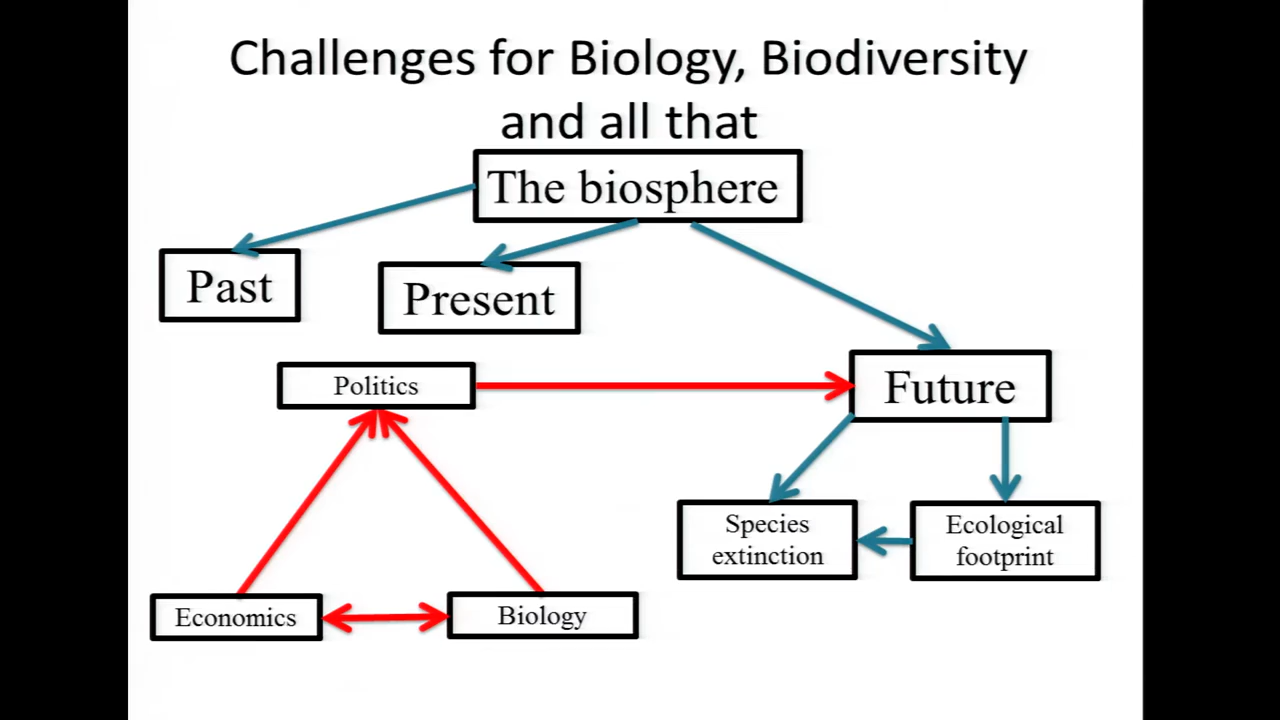 Challenges for Biology, Biodiversity
and all that
The biosphere
Past
Present
Politics
Future
Species
extinction
Ecological
footprint
Economics
Biology